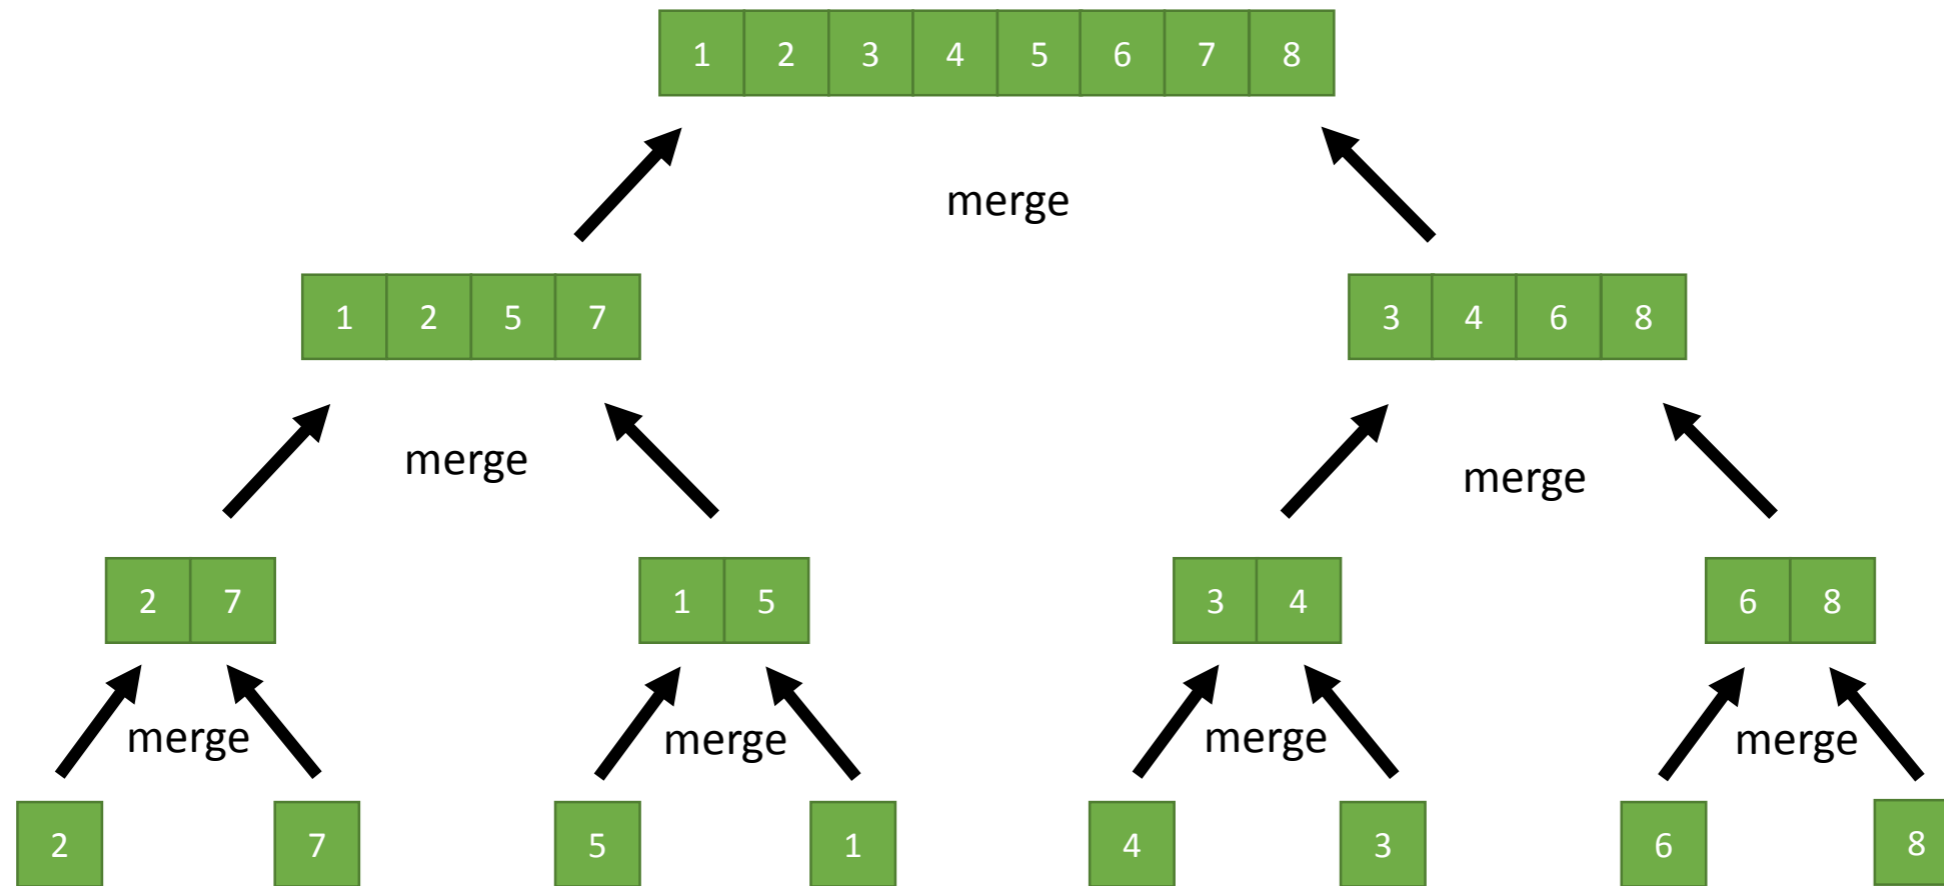 1 2 3 4 5 6 7 8
merge
1 2 5 7 3 4 6 8
merge merge
2 7 1 5 3 4 6 8
merge merge merge merge
2 7 5 1 4 3 6 8